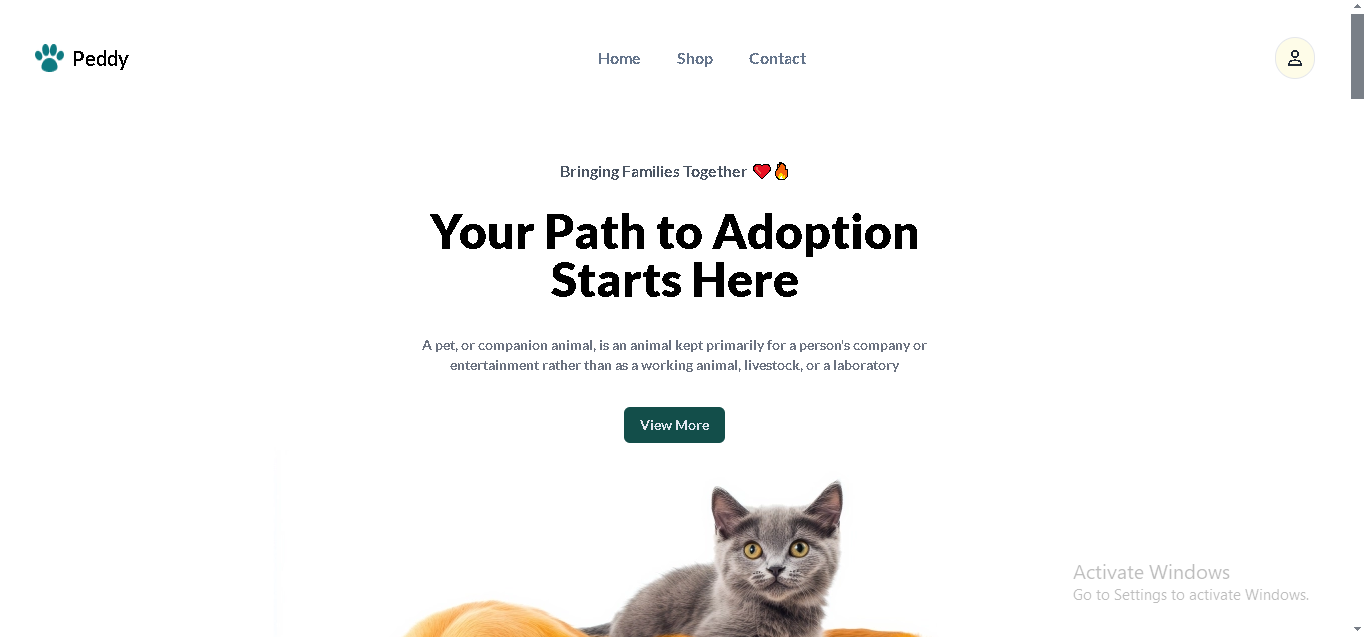 Peddy
Home
Shop
Contact
Bringing Families Together ❤️🔥
Your Path to Adoption
Starts Here
A pet, or companion animal, is an animal kept primarily for a person's company or
entertainment rather than as a working animal, livestock, or a laboratory
View More
Activate Windows
Go to Settings to activate Windows.